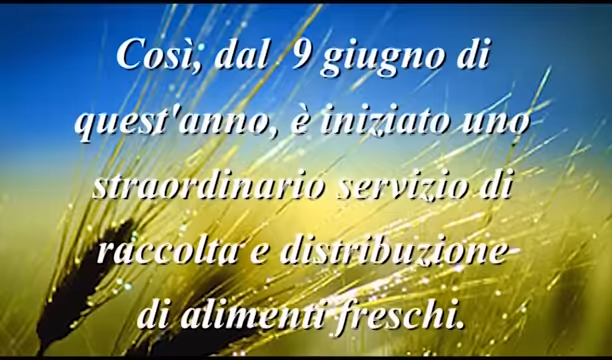 Così, dal 9 giugno di
quest'anno, è iniziato uno
straordinario servizio di
raccolta e distribuzione
di alimenti freschi.